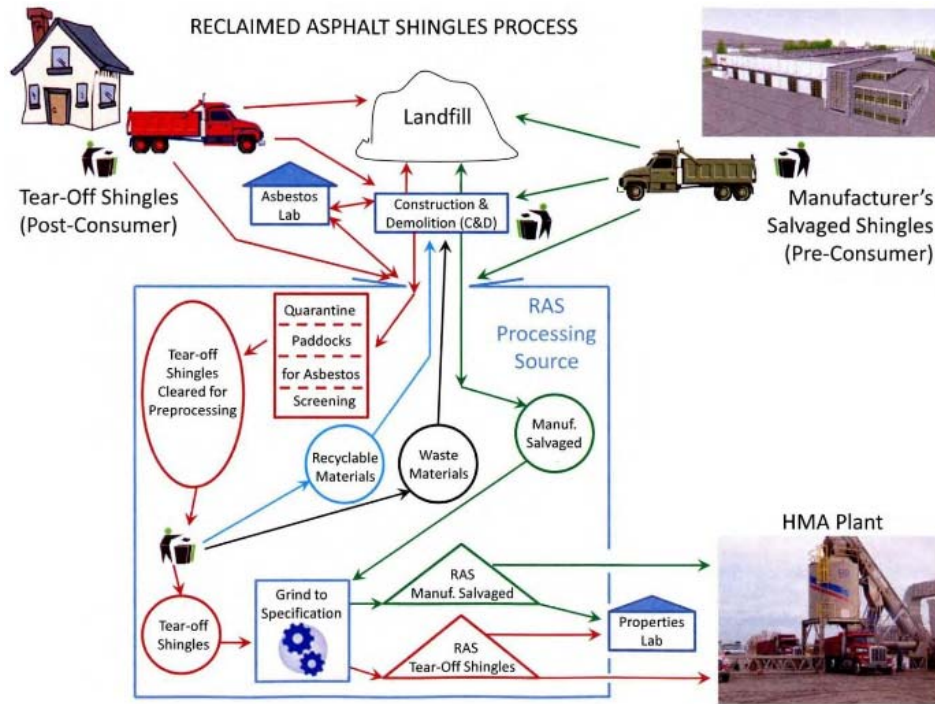 RECLAIMED ASPHALT SHINGLES PROCESS
Landfill
Tear-Off Shingles
(Post-Consumer)
Asbestos
Lab
Construction &
Demolition (C&D)
Manufacturer's
Salvaged Shingles
(Pre-Consumer)
Quarantine
Paddocks
for Asbestos
Screening
RAS
Processing
Source
Tear-off
Shingles
Cleared for
Preprocessing
Recyclable
Materials
Waste
Materials
Manuf.
Salvaged
HMA Plant
Tear-off
Shingles
Grind to
Specification
RAS
Manuf. Salvaged
RAS
Tear-Off Shingles
Properties
Lab